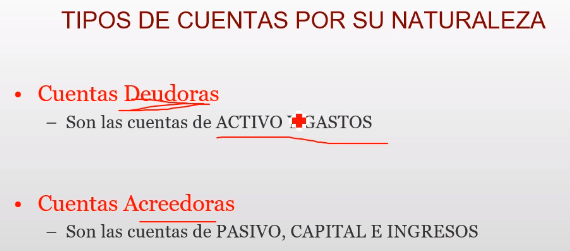 TIPOS DE CUENTAS POR SU NATURALEZA
• Cuentas Deudoras
– Son las cuentas de ACTIVO Y GASTOS
• Cuentas Acreedoras
– Son las cuentas de PASIVO, CAPITAL E INGRESOS